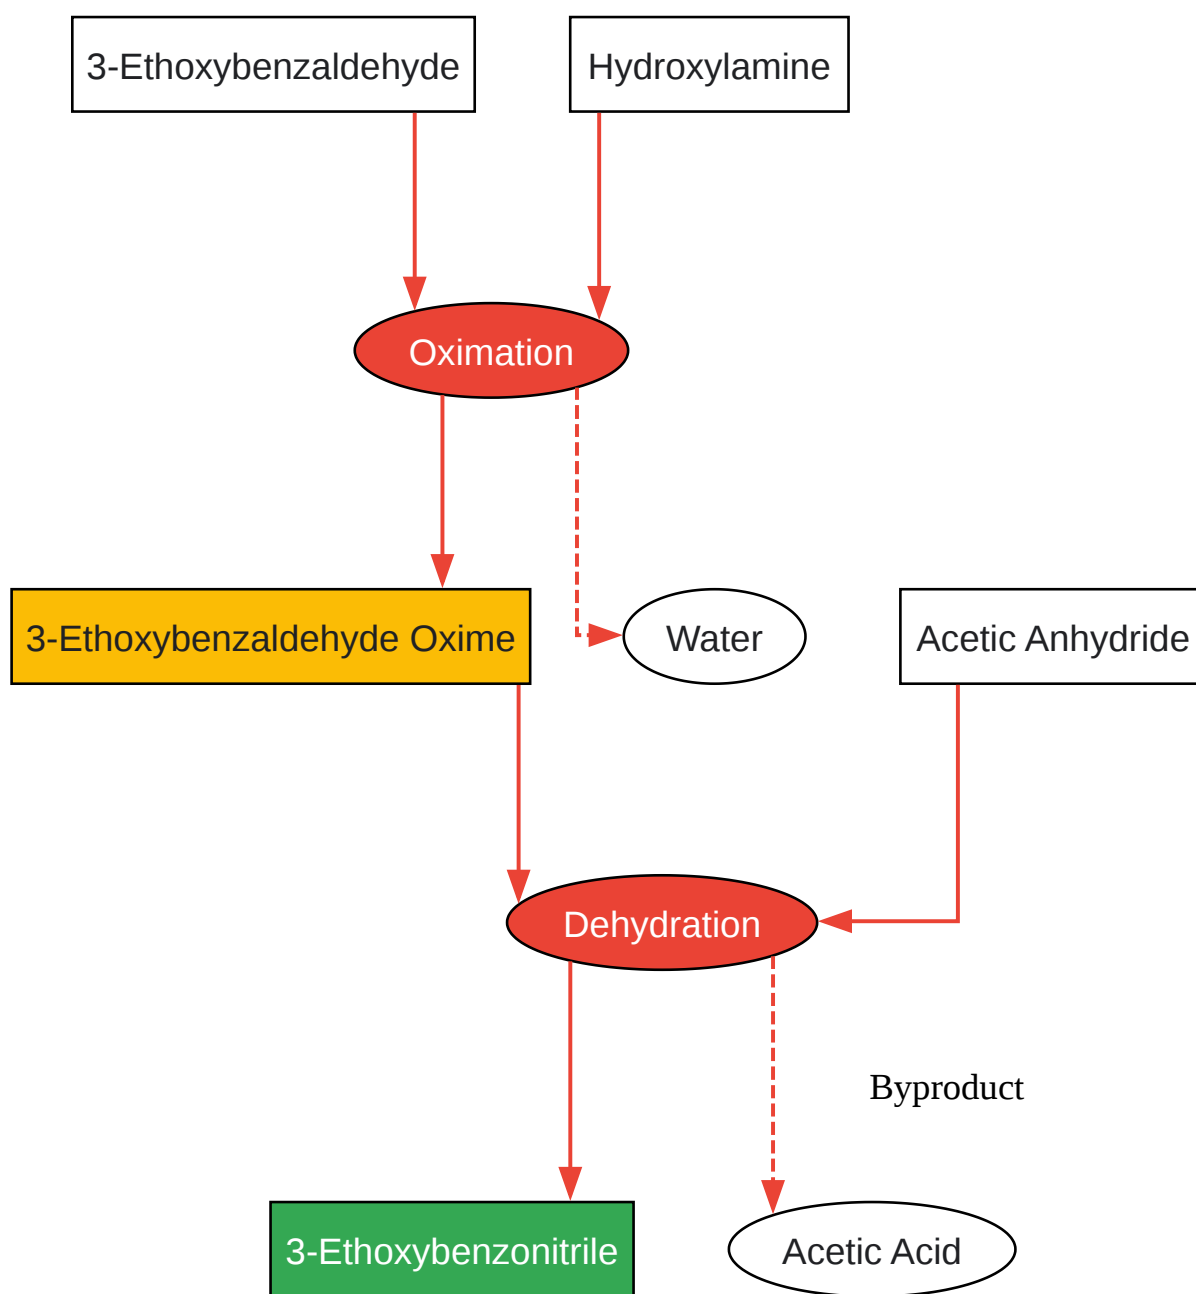 3-Ethoxybenzaldehyde
Hydroxylamine
Oximation
3-Ethoxybenzaldehyde Oxime
Water
Acetic Anhydride
Dehydration
Byproduct
3-Ethoxybenzonitrile
Acetic Acid